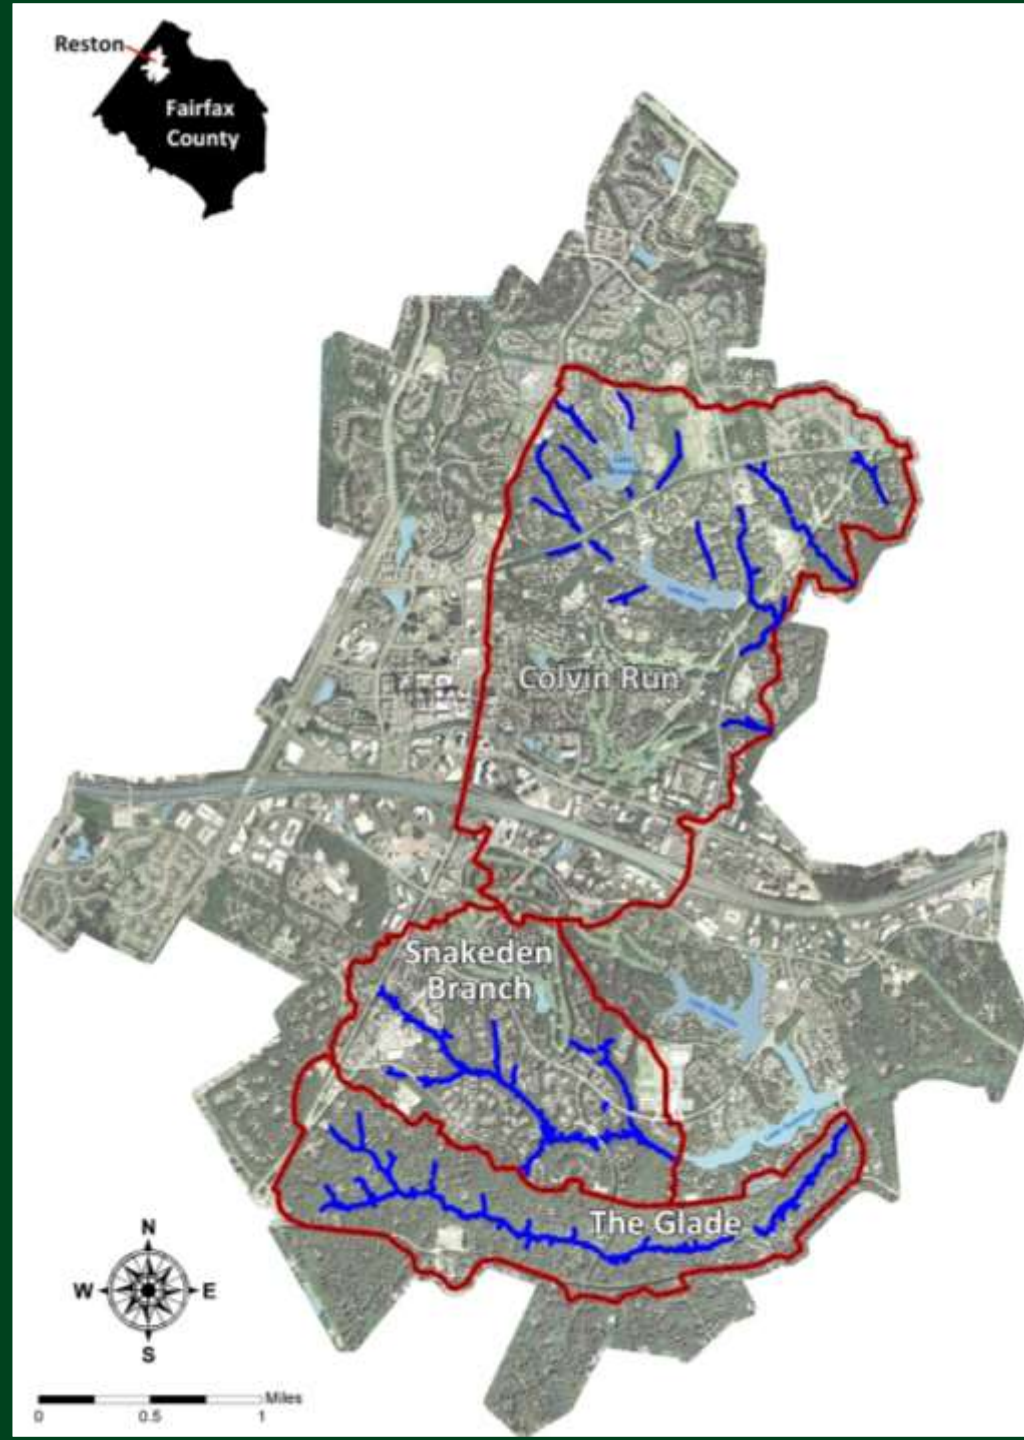 Reston
Fairfax
County
Colvin Run
Snakeden
Branch
The Glade
N
W E
S
Miles
0 0.5 1